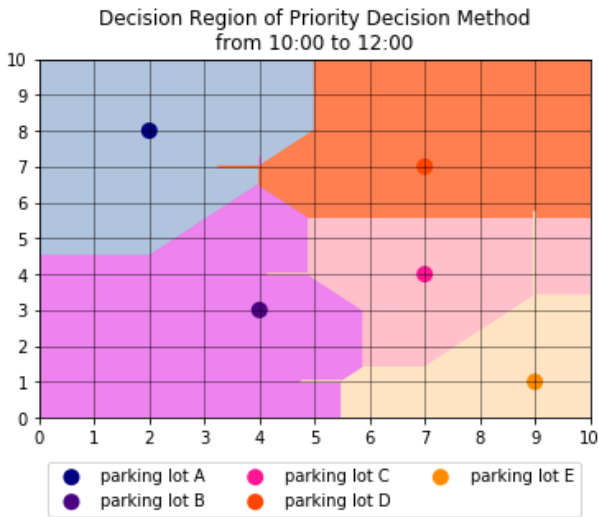 Decision Region of Priority Decision Method
from 10:00 to 12:00
10
9
8
7
6
5
4
3
2
1
0
0 1 2 3 4 5 6 7 8 9 10
parking lot A parking lot C parking lot E
parking lot B parking lot D